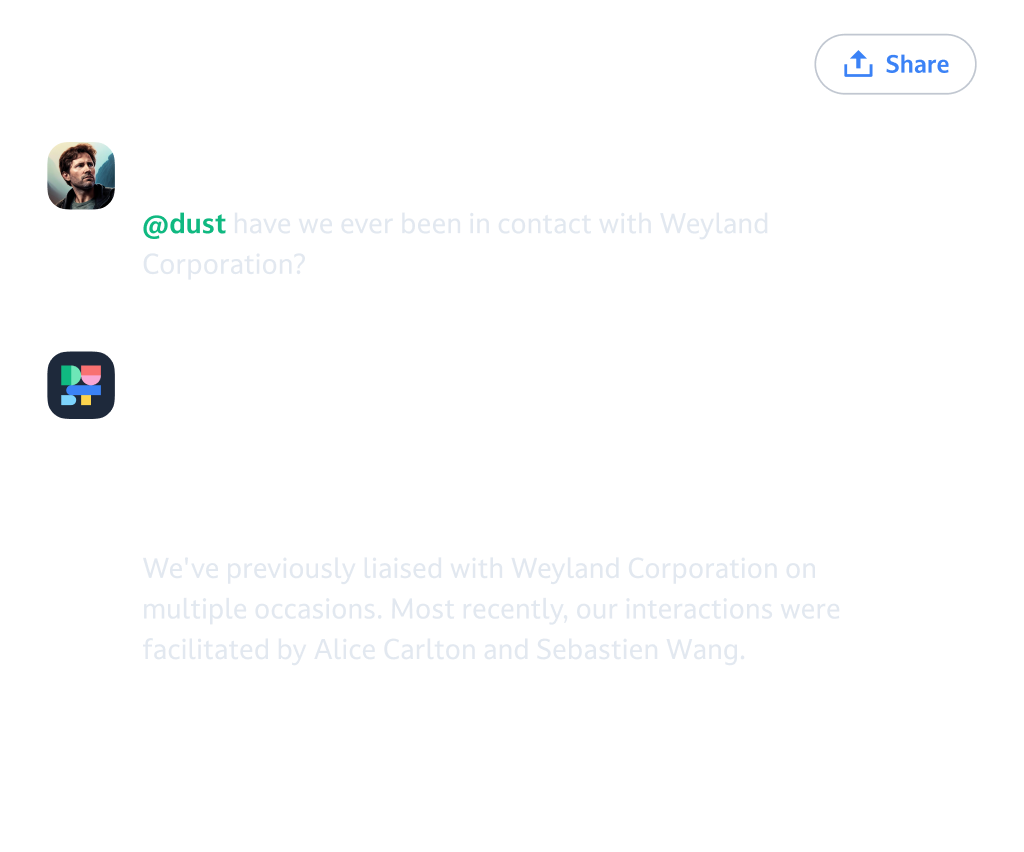 Share
@dust have we ever been in contact with Weyland
Corporation?
We've previously liaised with Weyland Corporation on
multiple occasions. Most recently, our interactions were
facilitated by Alice Carlton and Sebastien Wang.